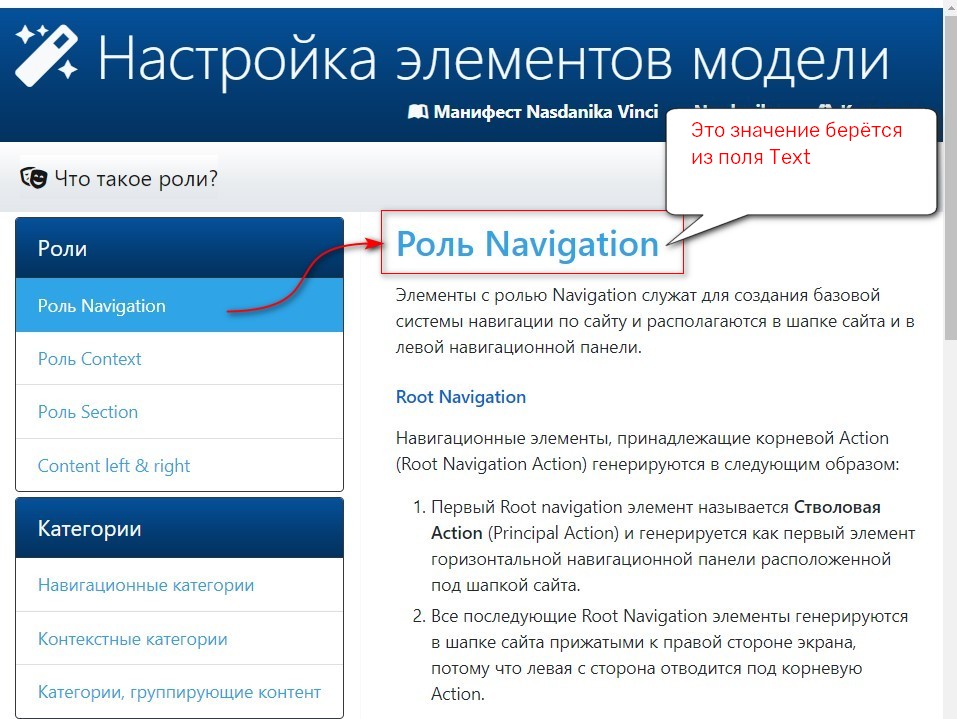 Настройка элементов модели
Манифест Nasdanika Vinci
Это значение берётся
из поля Text
Что такое роли?
Роли
Роль Navigation
Роль Context
Роль Section
Content left & right
Категории
Навигационные категории
Контекстные категории
Категории, группирующие контент
Роль Navigation
Элементы с ролью Navigation служат для создания базовой
системы навигации по сайту и располагаются в шапке сайта и в
левой навигационной панели.
Root Navigation
Навигационные элементы, принадлежащие корневой Action
(Root Navigation Action) генерируются в следующим образом:
1. Первый Root navigation элемент называется Стволовая
Action (Principal Action) и генерируется как первый элемент
горизонтальной навигационной панели расположенной
под шапкой сайта.
2. Все последующие Root Navigation элементы генерируются
в шапке сайта прижатыми к правой стороне экрана,
потому что левая с сторона отводится под корневую
Action.